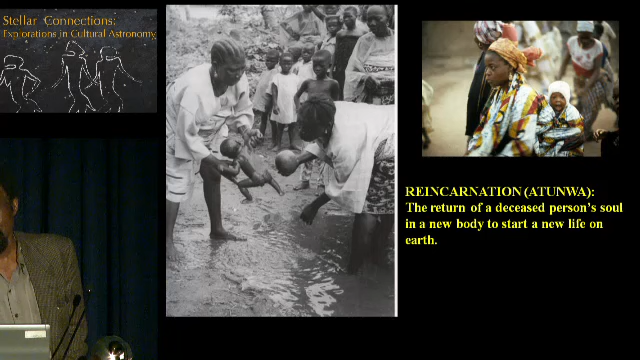 Stellar Connections:
Explorations in Cultural Astronomy
REINCARNATION (ATUNWA):
The return of a deceased person's soul
in a new body to start a new life on
earth.